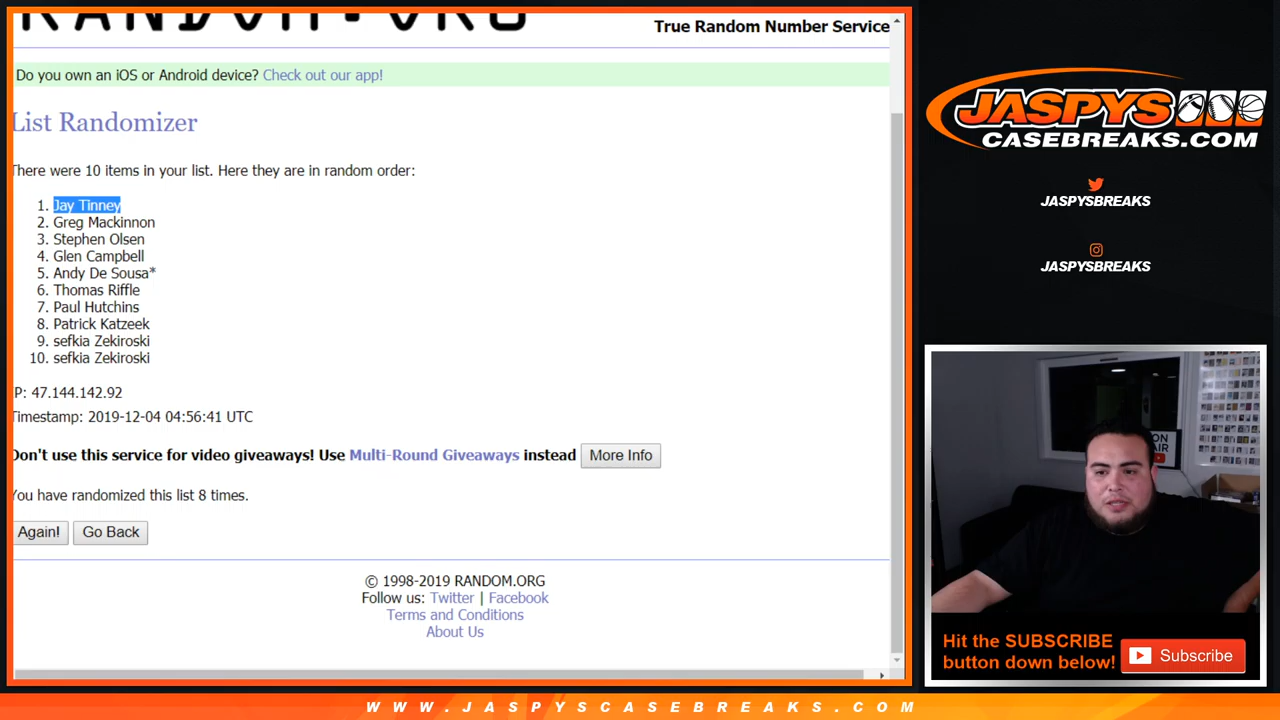 RANDOM.ORG
True Random Number Service
Do you own an iOS or Android device? Check out our app!
List Randomizer
There were 10 items in your list. Here they are in random order:
1. Jay Tinney
2. Greg Mackinnon
3. Stephen Olsen
4. Glen Campbell
5. Andy De Sousa*
6. Thomas Riffle
7. Paul Hutchins
8. Patrick Katzeek
9. sefkia Zekiroski
10. sefkia Zekiroski
IP: 47.144.142.92
Timestamp: 2019-12-04 04:56:41 UTC
Don't use this service for video giveaways! Use Multi-Round Giveaways instead More Info
You have randomized this list 8 times.
Again! Go Back
© 1998-2019 RANDOM.ORG
Follow us: Twitter | Facebook
Terms and Conditions
About Us
JASPYS
CASEBREAKS.COM
JASPYSBREAKS
JASPYSBREAKS
ON
AIR
Hit the SUBSCRIBE
button down below!
Subscribe
WWW.JASPYSCASEBREAKS.COM